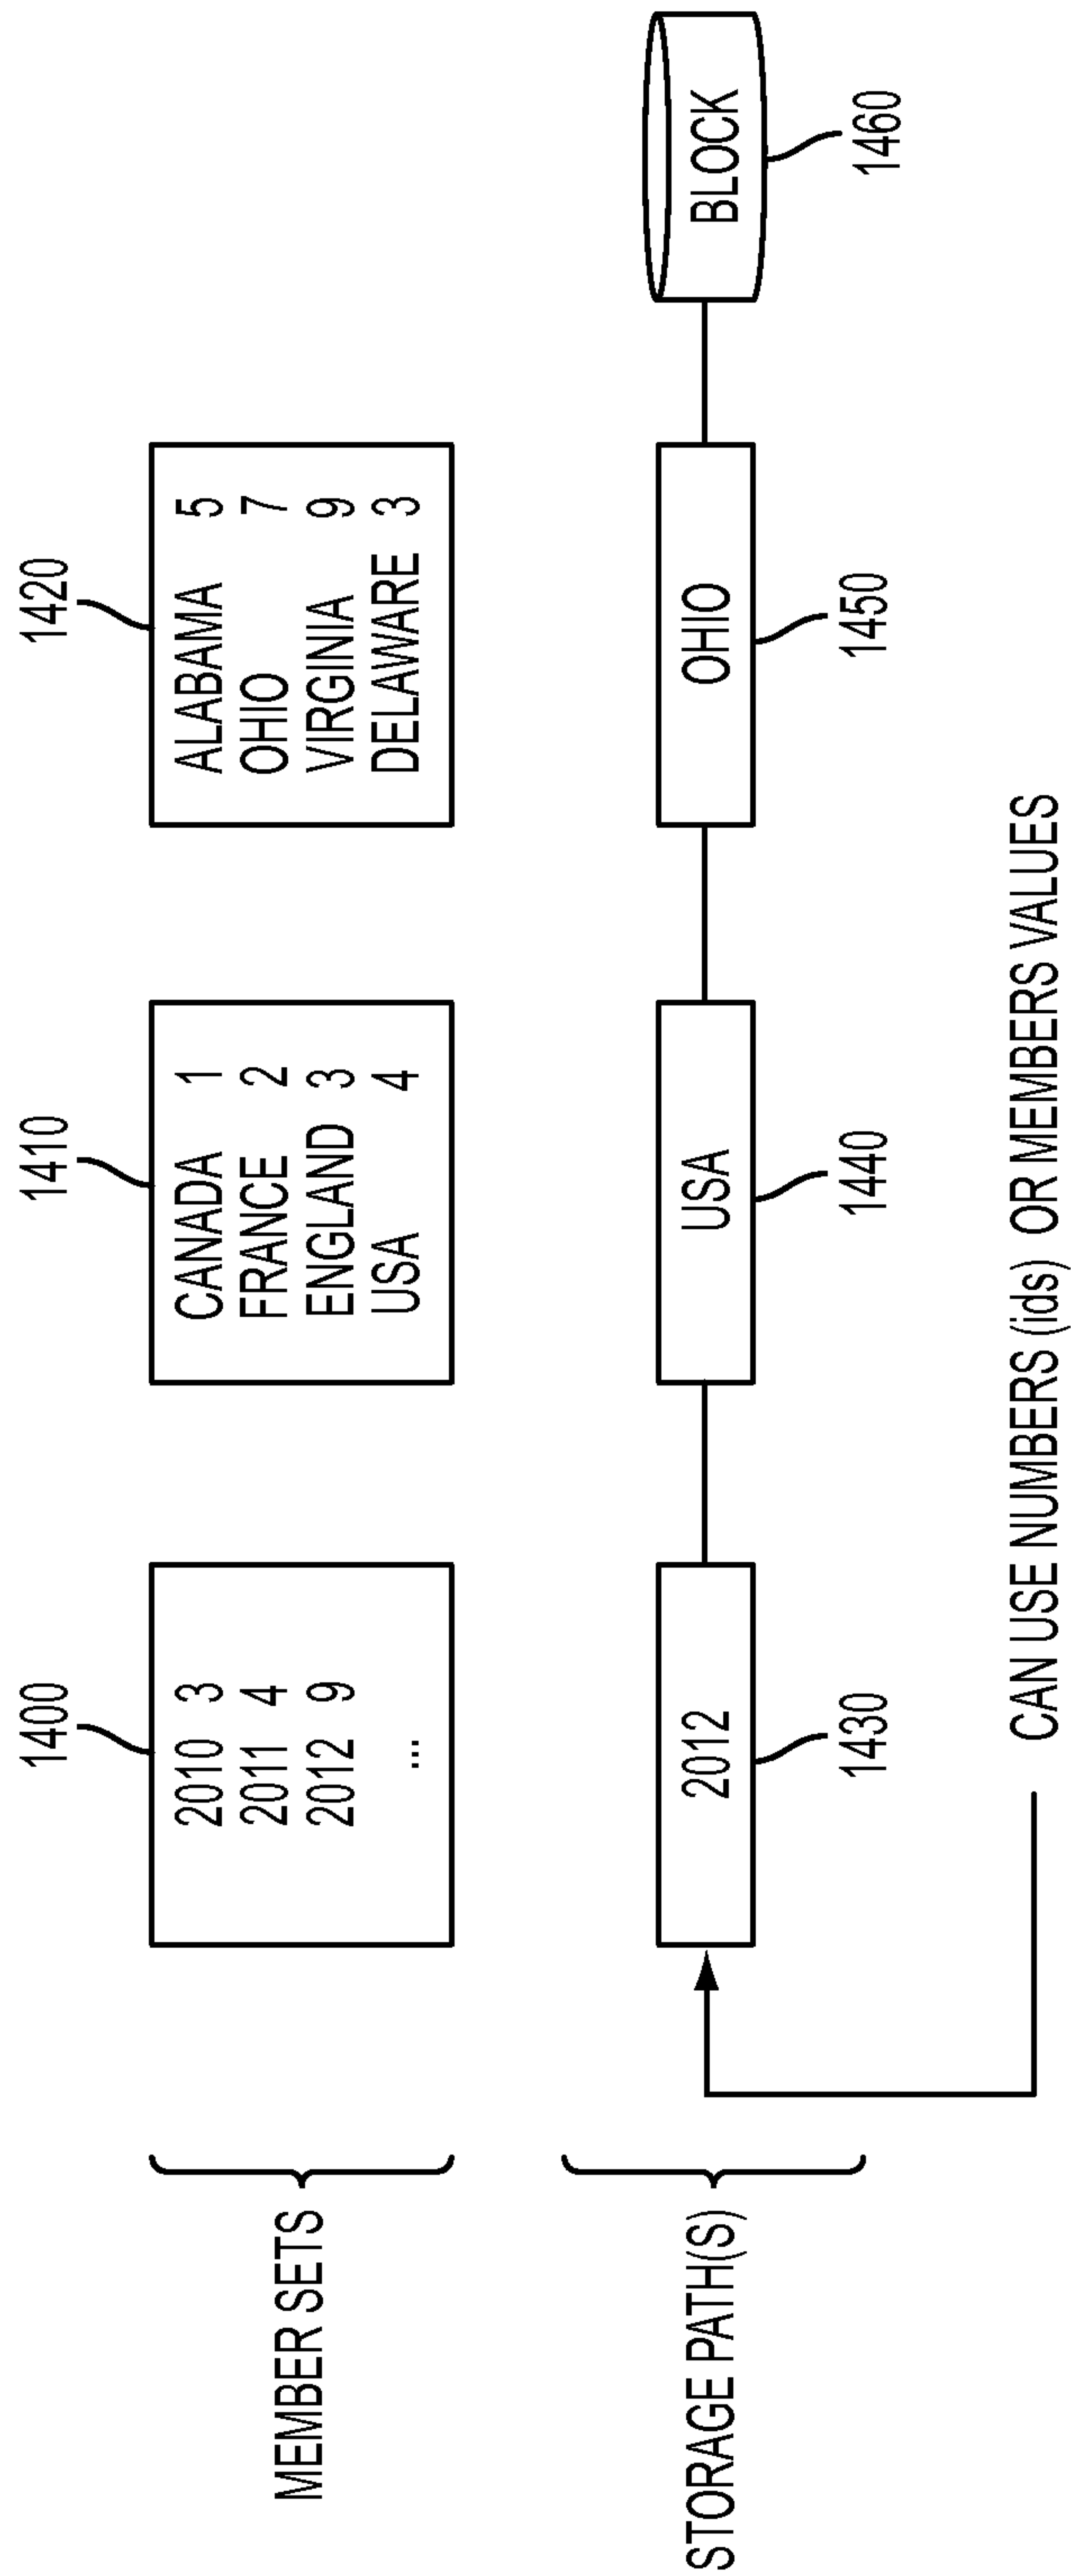 1400
1410
1420
MEMBER SETS
2010 3
2011 4
2012 9
...
CANADA 1
FRANCE 2
ENGLAND 3
USA 4
ALABAMA 5
OHIO 7
VIRGINIA 9
DELAWARE 3
STORAGE PATH(S)
2012
USA
OHIO
BLOCK
1430
1440
1450
1460
CAN USE NUMBERS (ids) OR MEMBERS VALUES